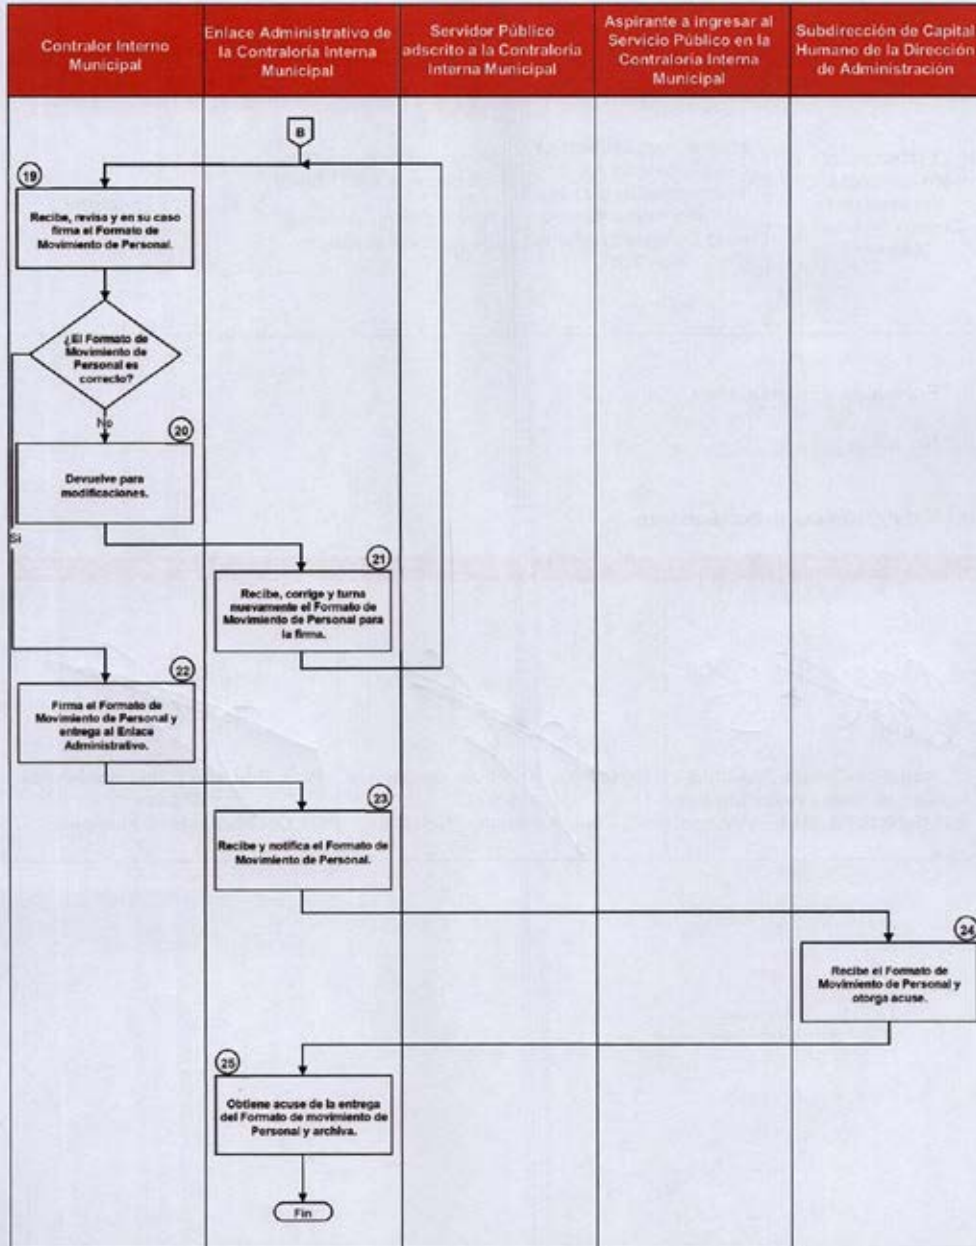 Contralor Interno
Municipal
Enlace Administrativo de
la Contraloría Interna
Municipal
Servidor Público
adscrito a la Contraloría
Interna Municipal
Aspirante a ingresar al
Servicio Público en la
Contraloría Interna
Municipal
Subdirección de Capital
Humano de la Dirección
de Administración
B
19
Recibe, revisa y en su caso
firma el Formato de
Movimiento de Personal.
¿El Formato de
Movimiento de
Personal es
correcto?
No
20
Devuelve para
modificaciones.
Si
21
Recibe, corrige y turna
nuevamente el Formato de
Movimiento de Personal para
la firma.
22
Firma el Formato de
Movimiento de Personal y
entrega al Enlace
Administrativo.
23
Recibe y notifica el Formato de
Movimiento de Personal.
24
Recibe el Formato de
Movimiento de Personal y
otorga acuse.
25
Obtiene acuse de la entrega
del Formato de movimiento de
Personal y archiva.
Fin